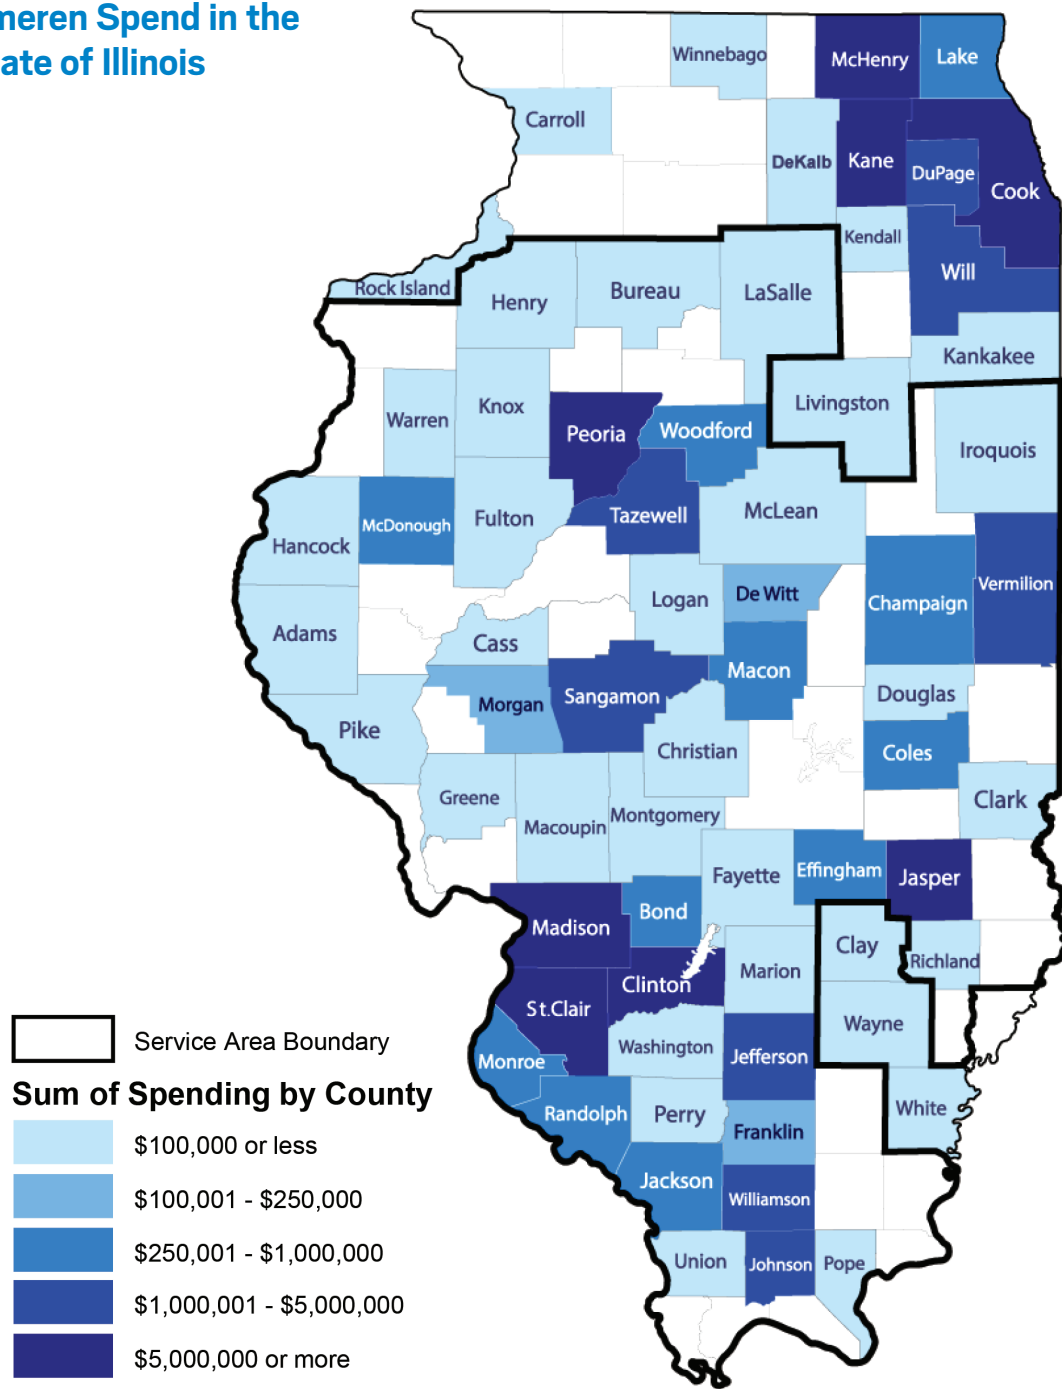 meren Spend in the
ate of Illinois
Winnebago
McHenry
Lake
Carroll
DeKalb
Kane
DuPage
Cook
Kendall
Will
Rock Island
Henry
Bureau
LaSalle
Kankakee
Warren
Knox
Peoria
Woodford
Livingston
Iroquois
Hancock
McDonough
Fulton
Tazewell
McLean
Vermilion
Adams
Cass
Logan
De Witt
Champaign
Pike
Morgan
Sangamon
Macon
Douglas
Christian
Coles
Greene
Macoupin
Montgomery
Clark
Fayette
Effingham
Jasper
Madison
Bond
Clay
Richland
St.Clair
Clinton
Marion
Wayne
Monroe
Washington
Jefferson
Randolph
Perry
Franklin
White
Jackson
Williamson
Union
Johnson
Pope
Service Area Boundary
Sum of Spending by County
$100,000 or less
$100,001 - $250,000
$250,001 - $1,000,000
$1,000,001 - $5,000,000
$5,000,000 or more